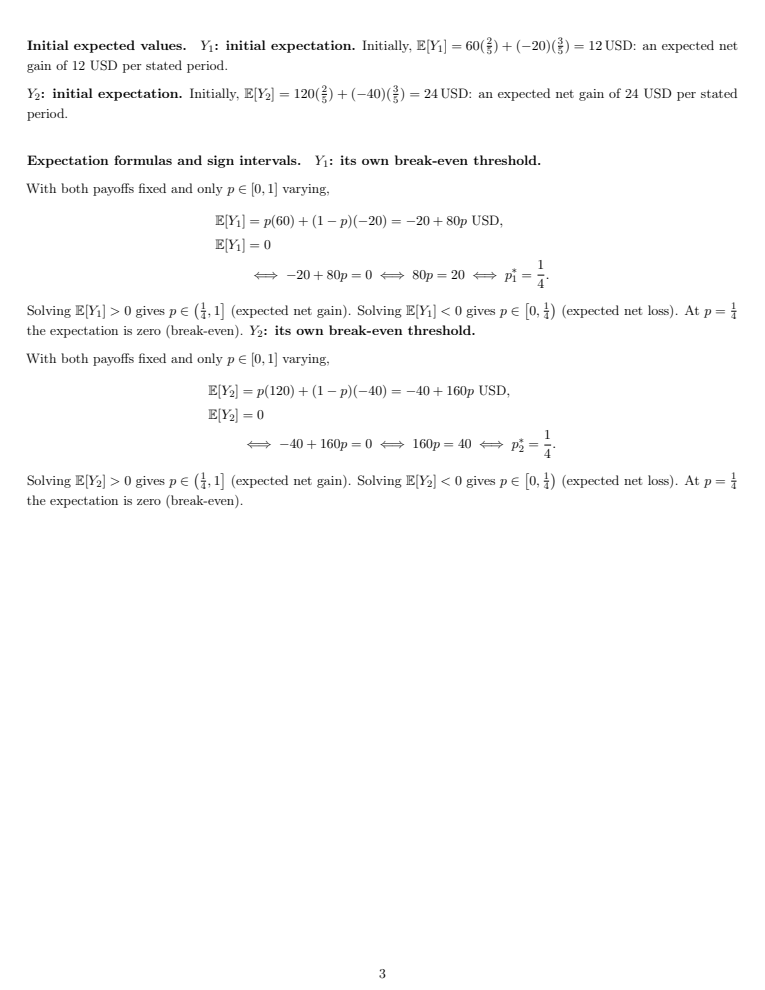 Initial expected values. Y₁: initial expectation. Initially, 𝔼[Y₁] = 60(2/5) + (−20)(3/5) = 12 USD: an expected net
gain of 12 USD per stated period.
Y₂: initial expectation. Initially, 𝔼[Y₂] = 120(2/5) + (−40)(3/5) = 24 USD: an expected net gain of 24 USD per stated
period.
Expectation formulas and sign intervals. Y₁: its own break-even threshold.
With both payoffs fixed and only p ∈ [0, 1] varying,
𝔼[Y₁] = p(60) + (1 − p)(−20) = −20 + 80p USD,
𝔼[Y₁] = 0
⟺ −20 + 80p = 0 ⟺ 80p = 20 ⟺ p₁* = 1/4.
Solving 𝔼[Y₁] > 0 gives p ∈ (1/4, 1] (expected net gain). Solving 𝔼[Y₁] < 0 gives p ∈ [0, 1/4) (expected net loss). At p = 1/4
the expectation is zero (break-even). Y₂: its own break-even threshold.
With both payoffs fixed and only p ∈ [0, 1] varying,
𝔼[Y₂] = p(120) + (1 − p)(−40) = −40 + 160p USD,
𝔼[Y₂] = 0
⟺ −40 + 160p = 0 ⟺ 160p = 40 ⟺ p₂* = 1/4.
Solving 𝔼[Y₂] > 0 gives p ∈ (1/4, 1] (expected net gain). Solving 𝔼[Y₂] < 0 gives p ∈ [0, 1/4) (expected net loss). At p = 1/4
the expectation is zero (break-even).
3